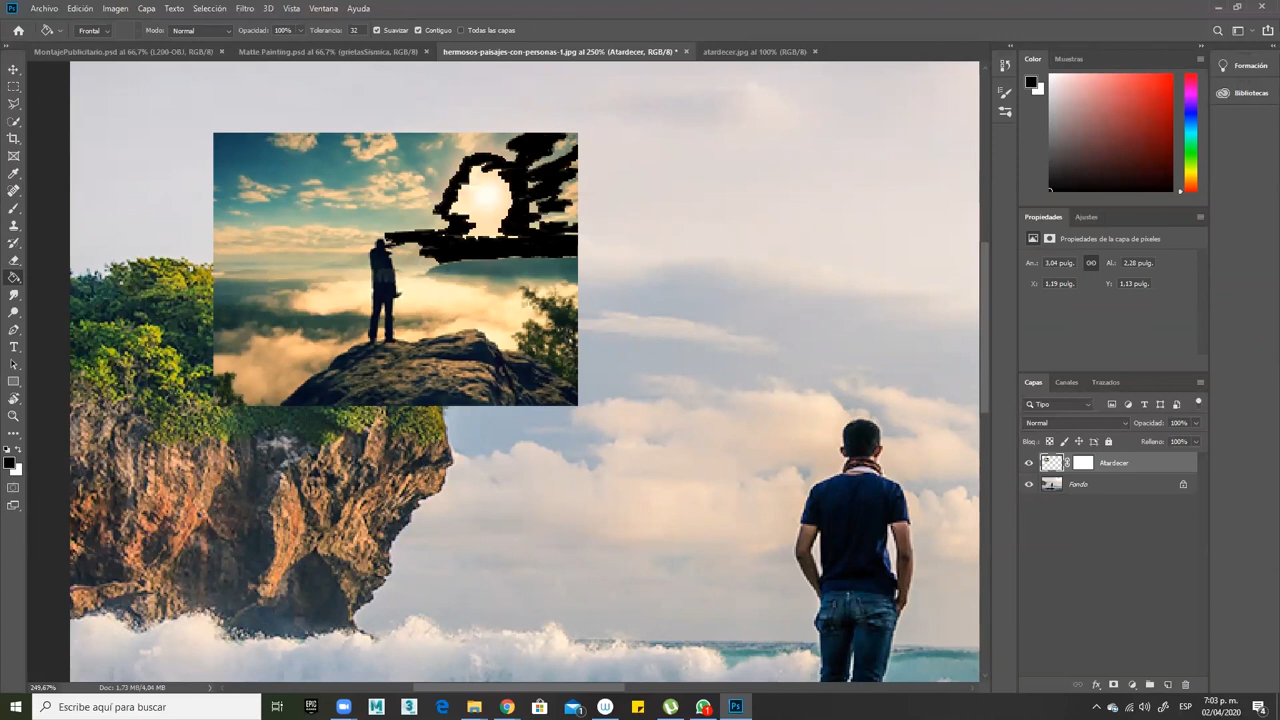 Ps Archivo Edición Imagen Capa Texto Selección Filtro 3D Vista Ventana Ayuda
Frontal Modo: Normal Opacidad: 100% Tolerancia: 32 Suavizar Contiguo Todas las capas
MontajePublicitario.psd al 66,7% (L200-OBJ, RGB/8) × Matte Painting.psd al 66,7% (grietasSismica, RGB/8) × hermosos-paisajes-con-personas-1.jpg al 250% (Atardecer, RGB/8) * × atardecer.jpg al 100% (RGB/8) ×
Color Muestras
Formación
Bibliotecas
Propiedades Ajustes
Propiedades de la capa de píxeles
An.: 3,04 pulg. Al.: 2,28 pulg.
X: 1,19 pulg. Y: 1,13 pulg.
Capas Canales Trazados
Tipo
Normal Opacidad: 100%
Bloq.: Relleno: 100%
Atardecer
Fondo
249,67% Doc: 1,73 MB/4,04 MB
Escribe aquí para buscar
ESP
7:03 p. m.
02/04/2020